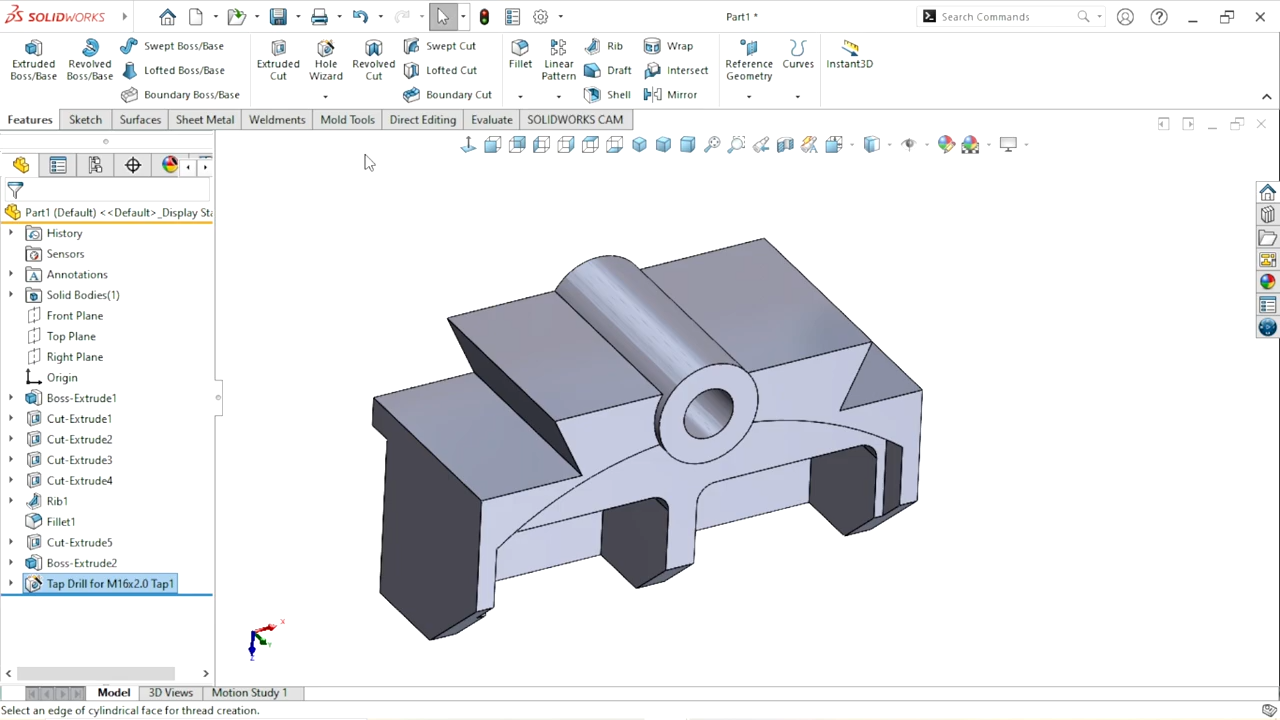 SOLIDWORKS
Part1 *
Search Commands
Extruded Boss/Base
Revolved Boss/Base
Swept Boss/Base
Lofted Boss/Base
Boundary Boss/Base
Extruded Cut
Hole Wizard
Revolved Cut
Swept Cut
Lofted Cut
Boundary Cut
Fillet
Linear Pattern
Rib
Draft
Shell
Wrap
Intersect
Mirror
Reference Geometry
Curves
Instant3D
Features
Sketch
Surfaces
Sheet Metal
Weldments
Mold Tools
Direct Editing
Evaluate
SOLIDWORKS CAM
Part1 (Default) <<Default>_Display Sta
History
Sensors
Annotations
Solid Bodies(1)
Front Plane
Top Plane
Right Plane
Origin
Boss-Extrude1
Cut-Extrude1
Cut-Extrude2
Cut-Extrude3
Cut-Extrude4
Rib1
Fillet1
Cut-Extrude5
Boss-Extrude2
Tap Drill for M16x2.0 Tap1
X
Y
Z
Model
3D Views
Motion Study 1
Select an edge of cylindrical face for thread creation.